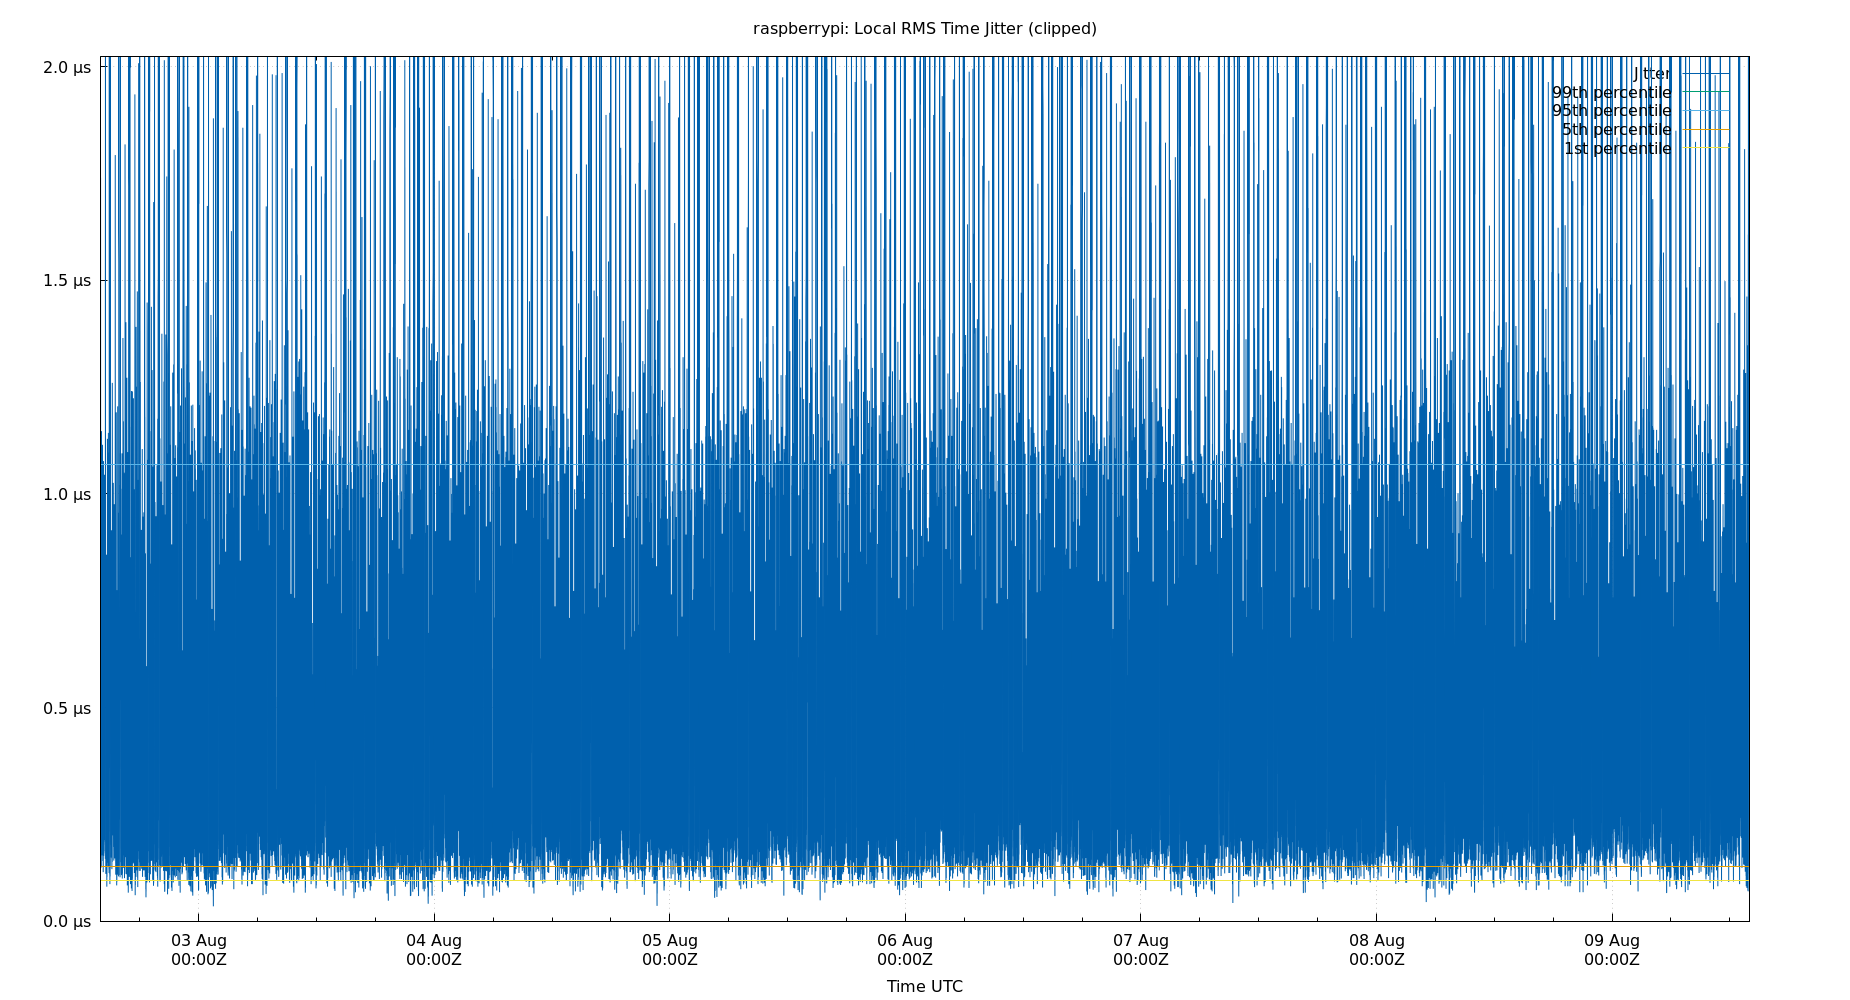 raspberrypi: Local RMS Time Jitter (clipped)
2.0 μs
1.5 μs
1.0 μs
0.5 μs
0.0 μs
Jitter
99th percentile
95th percentile
5th percentile
1st percentile
03 Aug
00:00Z
04 Aug
00:00Z
05 Aug
00:00Z
06 Aug
00:00Z
07 Aug
00:00Z
08 Aug
00:00Z
09 Aug
00:00Z
Time UTC